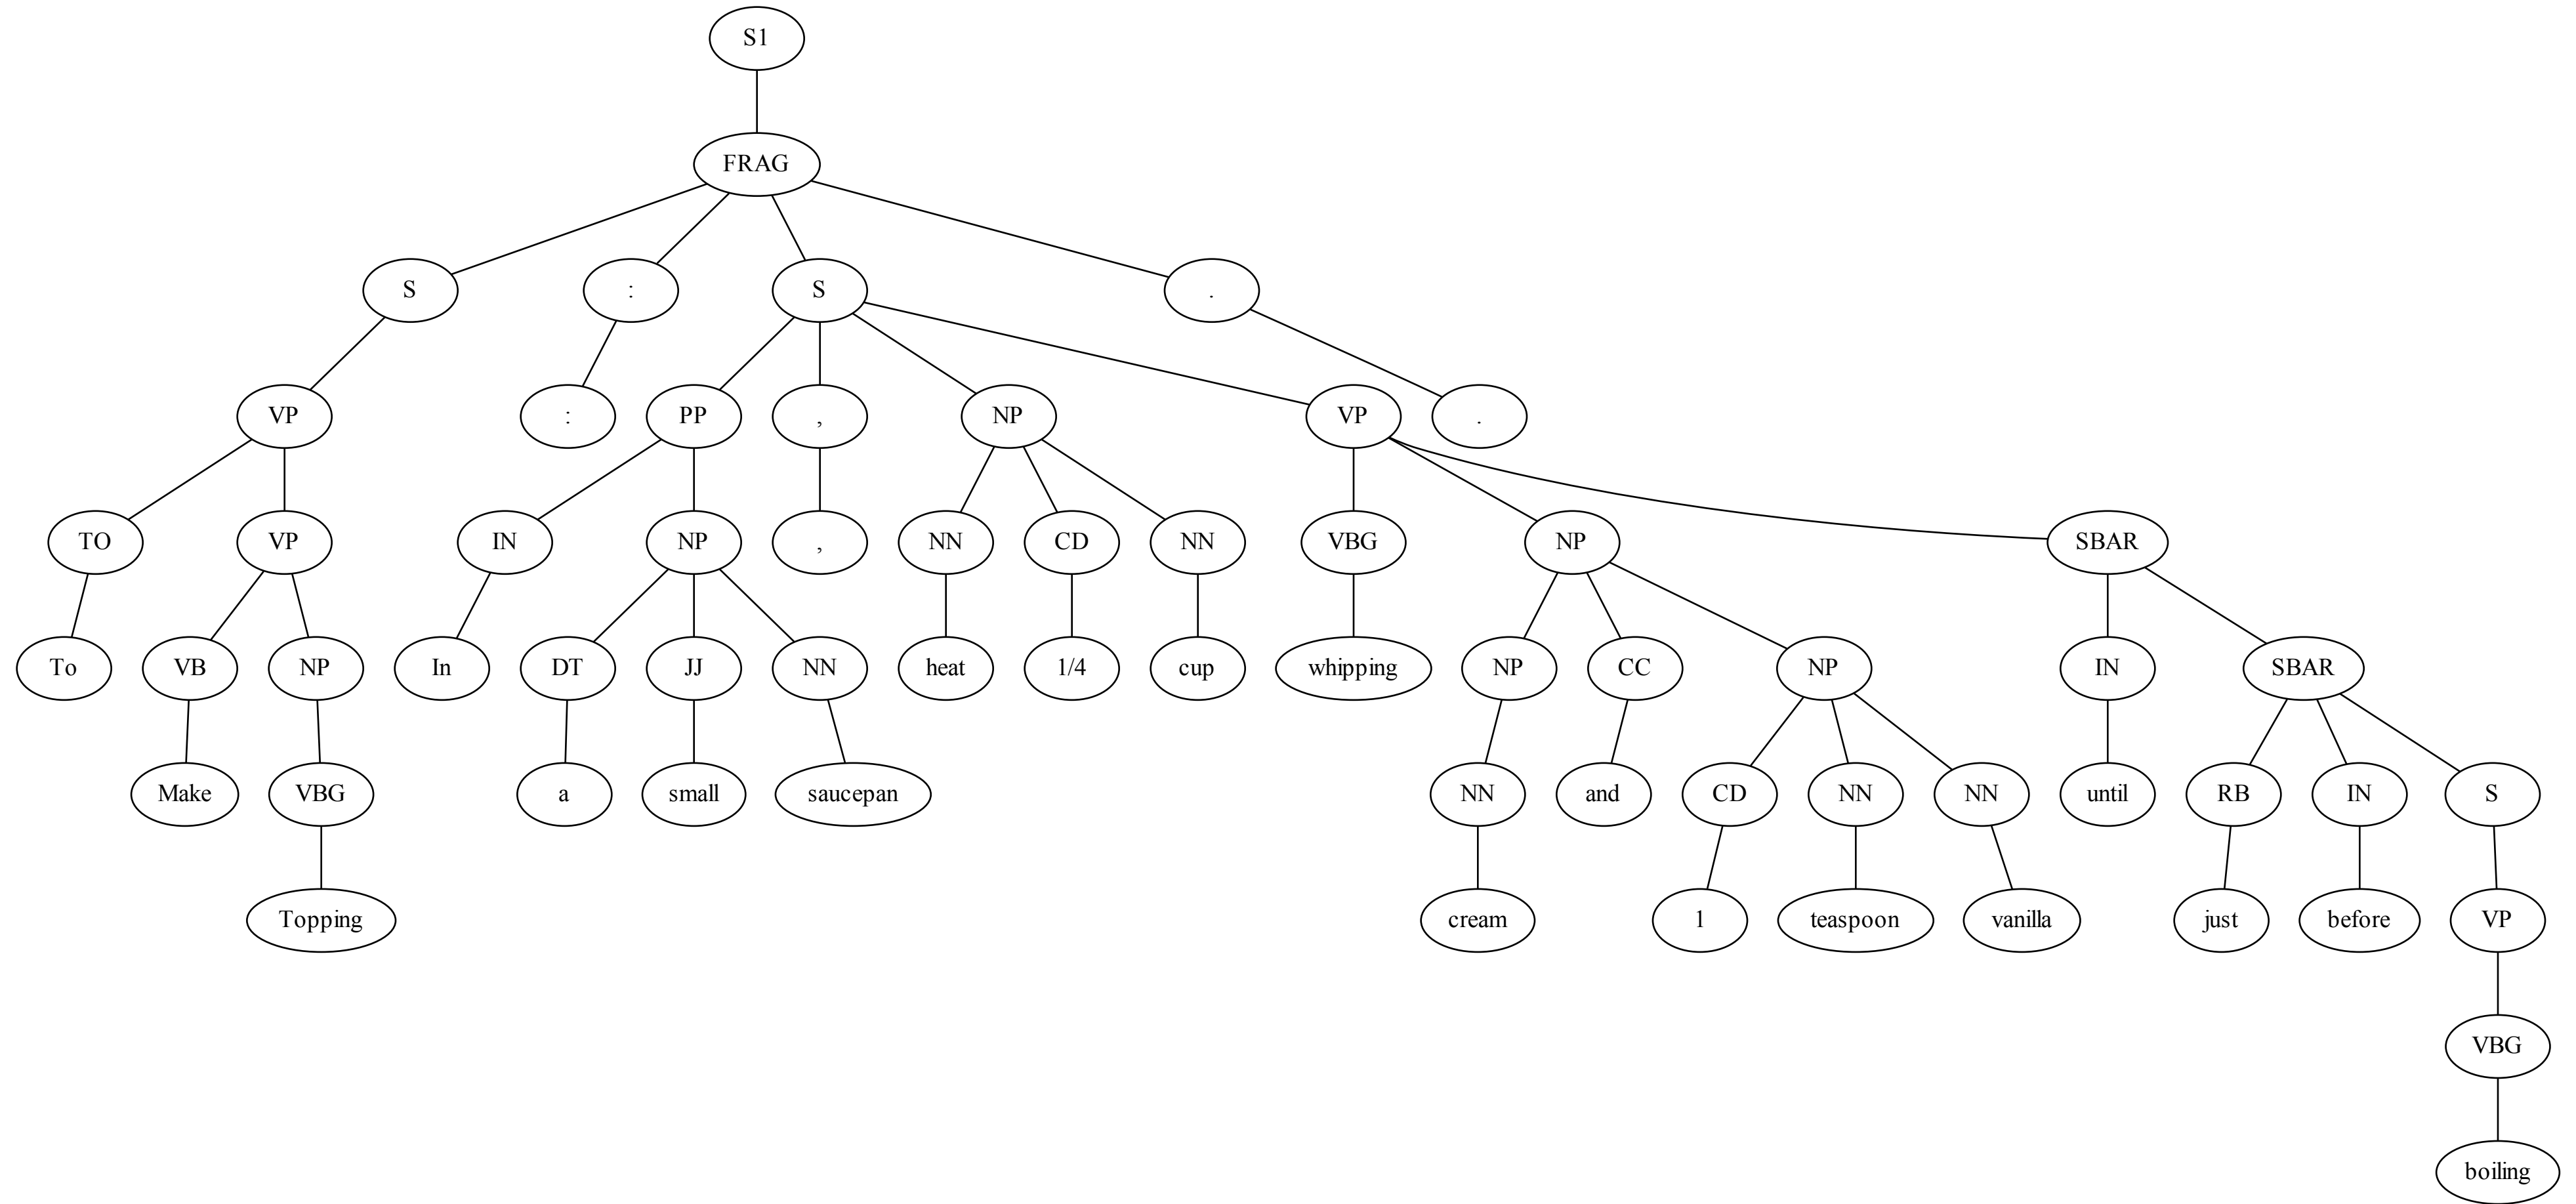 S1
FRAG
S : S .
VP : PP , NP VP .
TO VP IN NP , NN CD NN VBG NP SBAR
To VB NP In DT JJ NN heat 1/4 cup whipping NP CC NP IN SBAR
Make VBG a small saucepan NN and CD NN NN until RB IN S
Topping cream 1 teaspoon vanilla just before VP
VBG
boiling